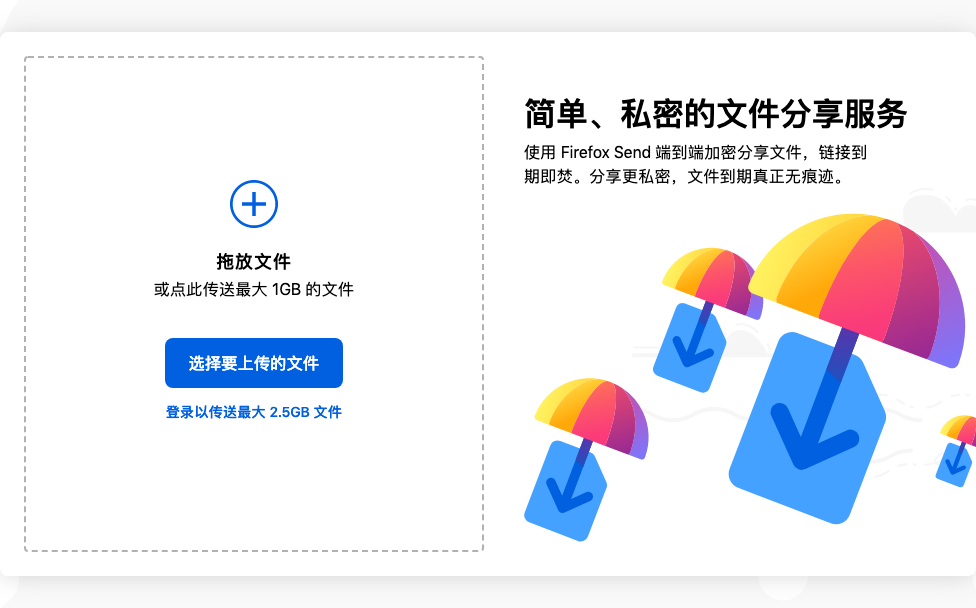 拖放文件
或点此传送最大 1GB 的文件
选择要上传的文件
登录以传送最大 2.5GB 文件
简单、私密的文件分享服务
使用 Firefox Send 端到端加密分享文件，链接到
期即焚。分享更私密，文件到期真正无痕迹。